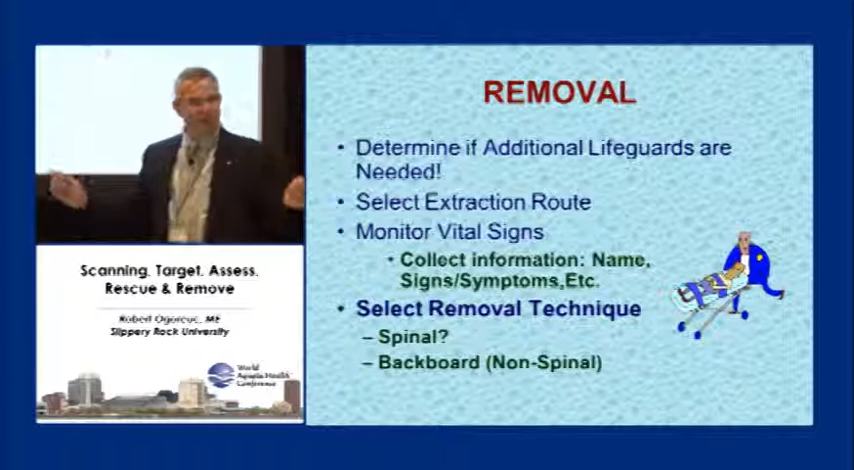 REMOVAL
• Determine if Additional Lifeguards are
Needed!
• Select Extraction Route
• Monitor Vital Signs
• Collect information: Name,
Signs/Symptoms,Etc.
• Select Removal Technique
– Spinal?
– Backboard (Non-Spinal)
Scanning, Target, Assess,
Rescue & Remove
Robert Ogoreuc, ME
Slippery Rock University
World
Aquatic Health
Conference